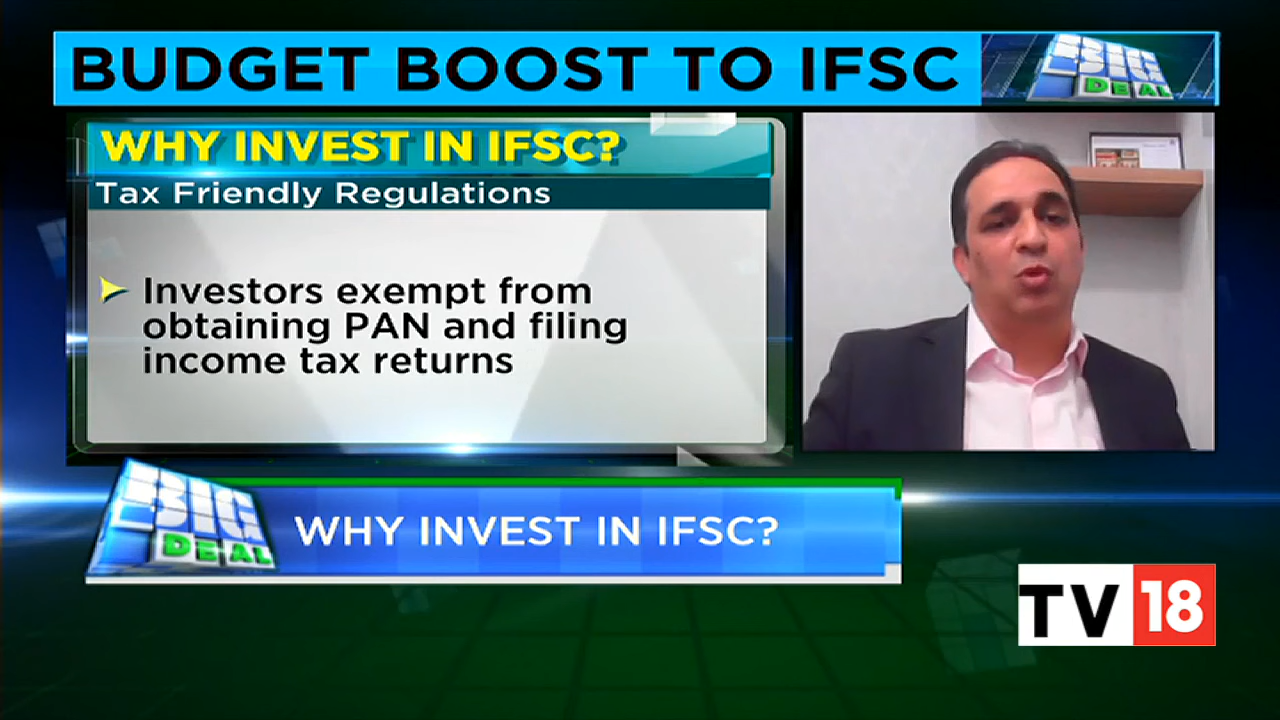 BUDGET BOOST TO IFSC
BIG
DEAL
WHY INVEST IN IFSC?
Tax Friendly Regulations
Investors exempt from
obtaining PAN and filing
income tax returns
BIG
DEAL
WHY INVEST IN IFSC?
TV18